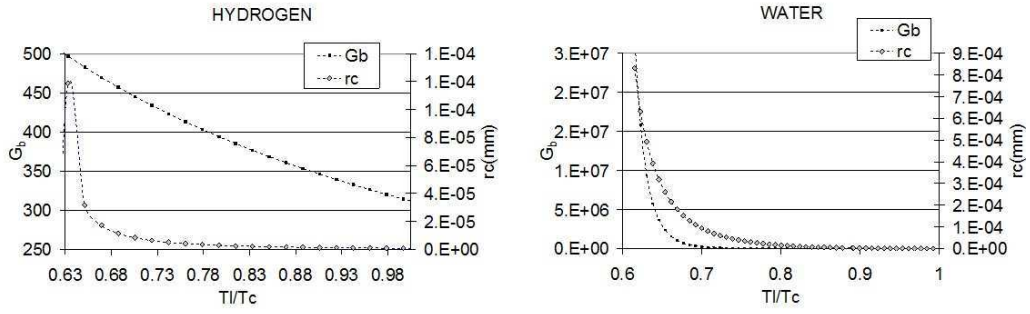 HYDROGEN
Gb
rc
500
450
400
350
300
250
Gb
1.E-04
1.E-04
1.E-04
8.E-05
6.E-05
4.E-05
2.E-05
0.E+00
rc(mm)
0.63 0.68 0.73 0.78 0.83 0.88 0.93 0.98
Tl/Tc
WATER
Gb
rc
3.E+07
2.E+07
2.E+07
1.E+07
5.E+06
0.E+00
Gb
9.E-04
8.E-04
7.E-04
6.E-04
5.E-04
4.E-04
3.E-04
2.E-04
1.E-04
0.E+00
rc(mm)
0.6 0.7 0.8 0.9 1
Tl/Tc